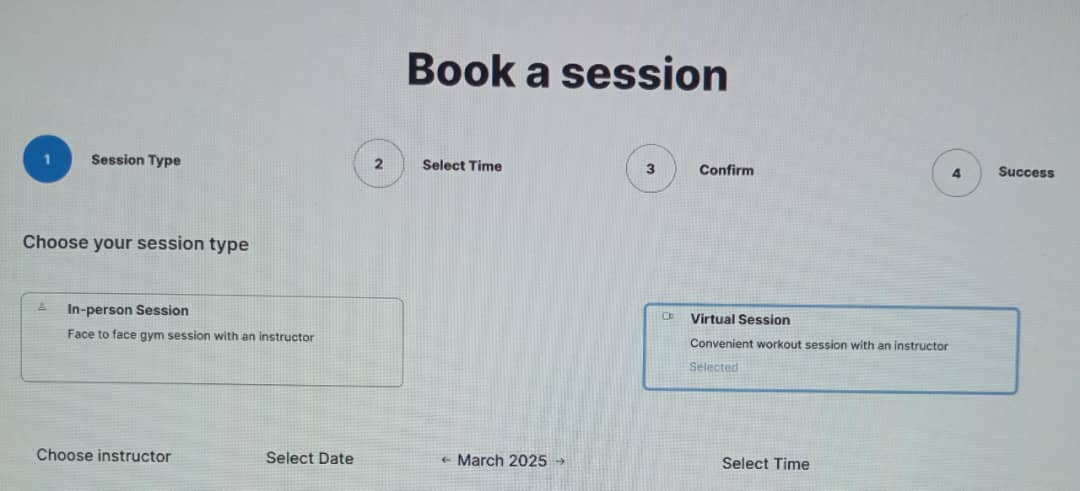 Book a session
1 Session Type 2 Select Time 3 Confirm 4 Success
Choose your session type
In-person Session
Face to face gym session with an instructor
Virtual Session
Convenient workout session with an instructor
Selected
Choose instructor Select Date ← March 2025 → Select Time